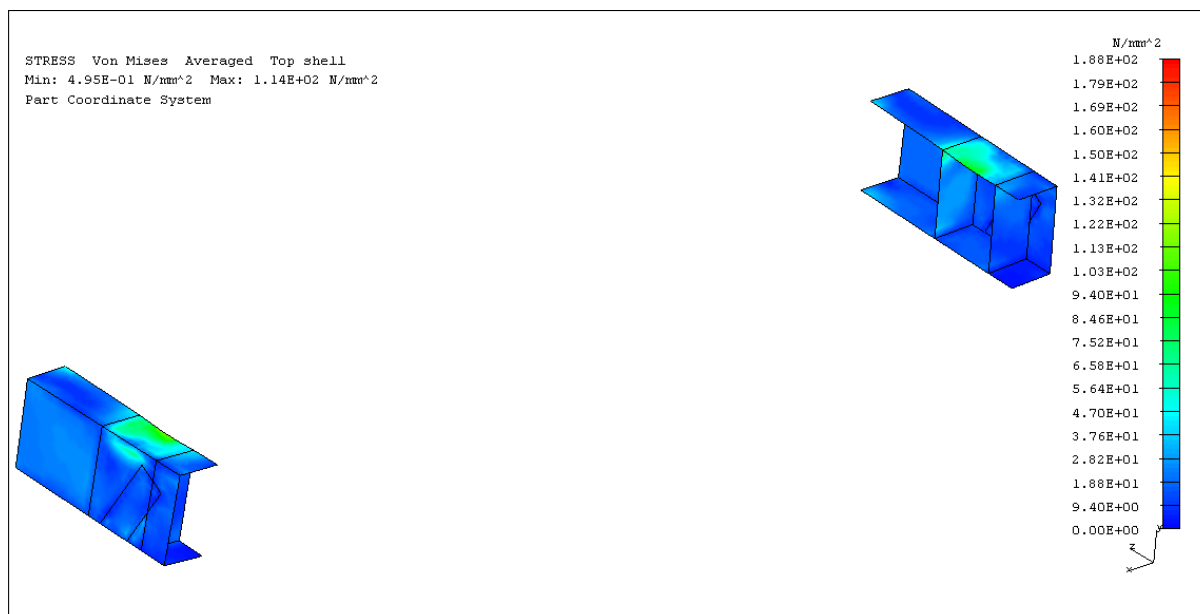 STRESS Von Mises Averaged Top shell
Min: 4.95E-01 N/mm^2 Max: 1.14E+02 N/mm^2
Part Coordinate System
N/mm^2
1.88E+02
1.79E+02
1.69E+02
1.60E+02
1.50E+02
1.41E+02
1.32E+02
1.22E+02
1.13E+02
1.03E+02
9.40E+01
8.46E+01
7.52E+01
6.58E+01
5.64E+01
4.70E+01
3.76E+01
2.82E+01
1.88E+01
9.40E+00
0.00E+00
Y
Z
X